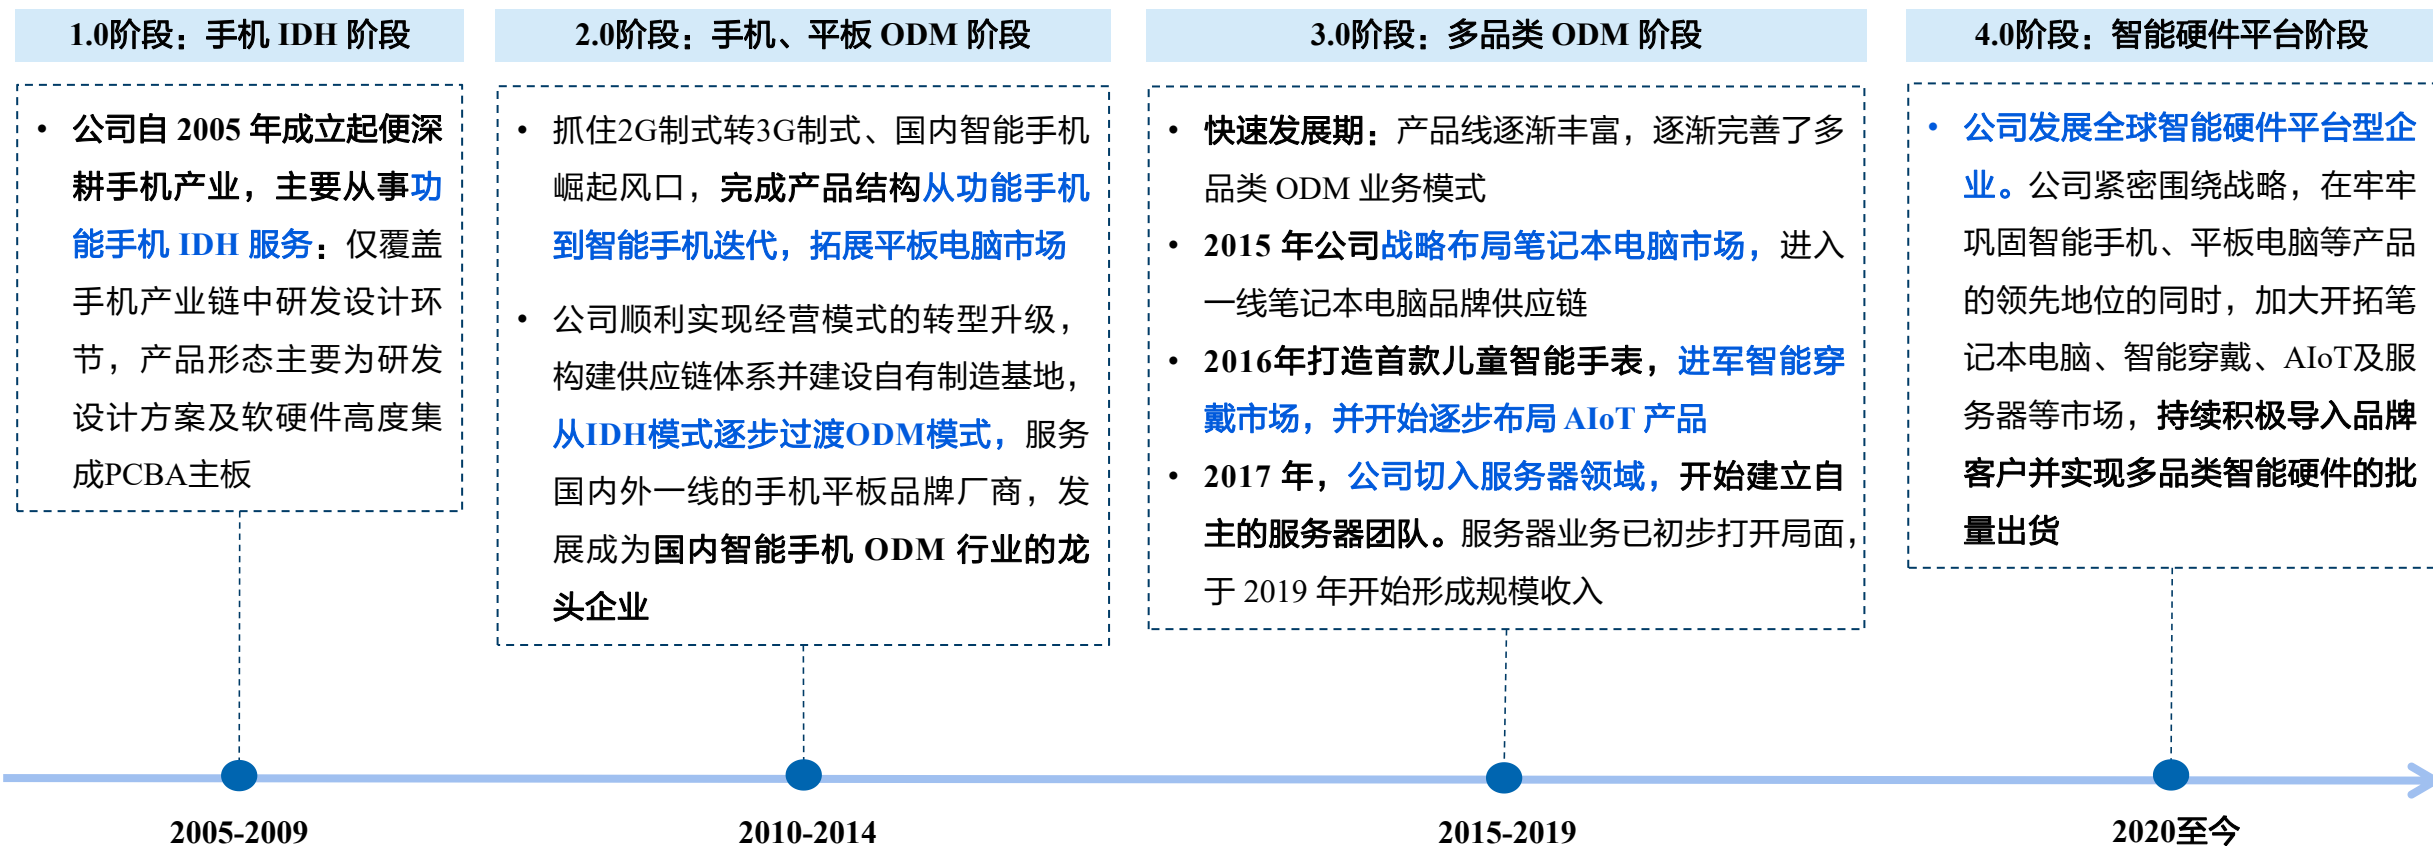 1.0阶段：手机 IDH 阶段
• 公司自 2005 年成立起便深
耕手机产业，主要从事功
能手机 IDH 服务：仅覆盖
手机产业链中研发设计环
节，产品形态主要为研发
设计方案及软硬件高度集
成PCBA主板
2005-2009
2.0阶段：手机、平板 ODM 阶段
• 抓住2G制式转3G制式、国内智能手机
崛起风口，完成产品结构从功能手机
到智能手机迭代，拓展平板电脑市场
• 公司顺利实现经营模式的转型升级，
构建供应链体系并建设自有制造基地，
从IDH模式逐步过渡ODM模式，服务
国内外一线的手机平板品牌厂商，发
展成为国内智能手机 ODM 行业的龙
头企业
2010-2014
3.0阶段：多品类 ODM 阶段
• 快速发展期：产品线逐渐丰富，逐渐完善了多
品类 ODM 业务模式
• 2015 年公司战略布局笔记本电脑市场，进入
一线笔记本电脑品牌供应链
• 2016年打造首款儿童智能手表，进军智能穿
戴市场，并开始逐步布局 AIoT 产品
• 2017 年，公司切入服务器领域，开始建立自
主的服务器团队。服务器业务已初步打开局面，
于 2019 年开始形成规模收入
2015-2019
4.0阶段：智能硬件平台阶段
• 公司发展全球智能硬件平台型企
业。公司紧密围绕战略，在牢牢
巩固智能手机、平板电脑等产品
的领先地位的同时，加大开拓笔
记本电脑、智能穿戴、AIoT及服
务器等市场，持续积极导入品牌
客户并实现多品类智能硬件的批
量出货
2020至今